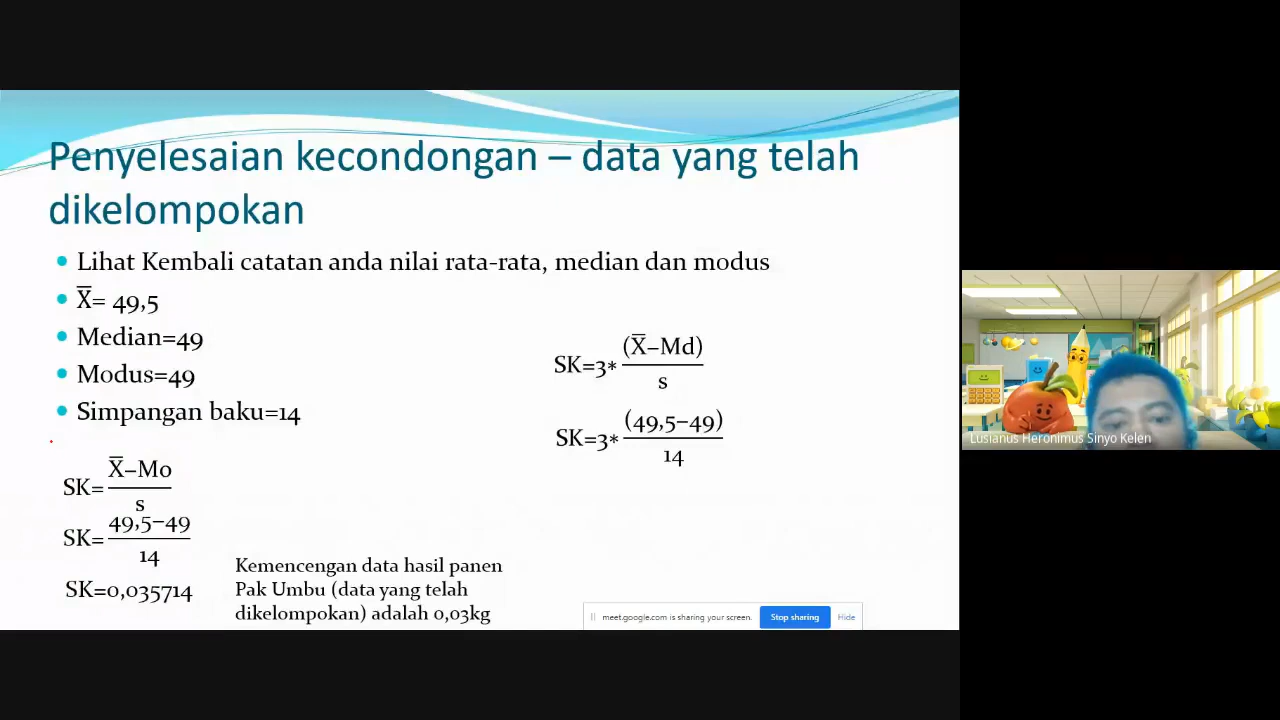 Penyelesaian kecondongan – data yang telah
dikelompokan
• Lihat Kembali catatan anda nilai rata-rata, median dan modus
• X̅= 49,5
• Median=49
• Modus=49
• Simpangan baku=14
SK= X̅−Mo
s
SK= 49,5−49
14
SK=0,035714
Kemencengan data hasil panen
Pak Umbu (data yang telah
dikelompokan) adalah 0,03kg
SK=3* (X̅−Md)
s
SK=3* (49,5−49)
14
meet.google.com is sharing your screen. Stop sharing Hide
Lusianus Heronimus Sinyo Kelen